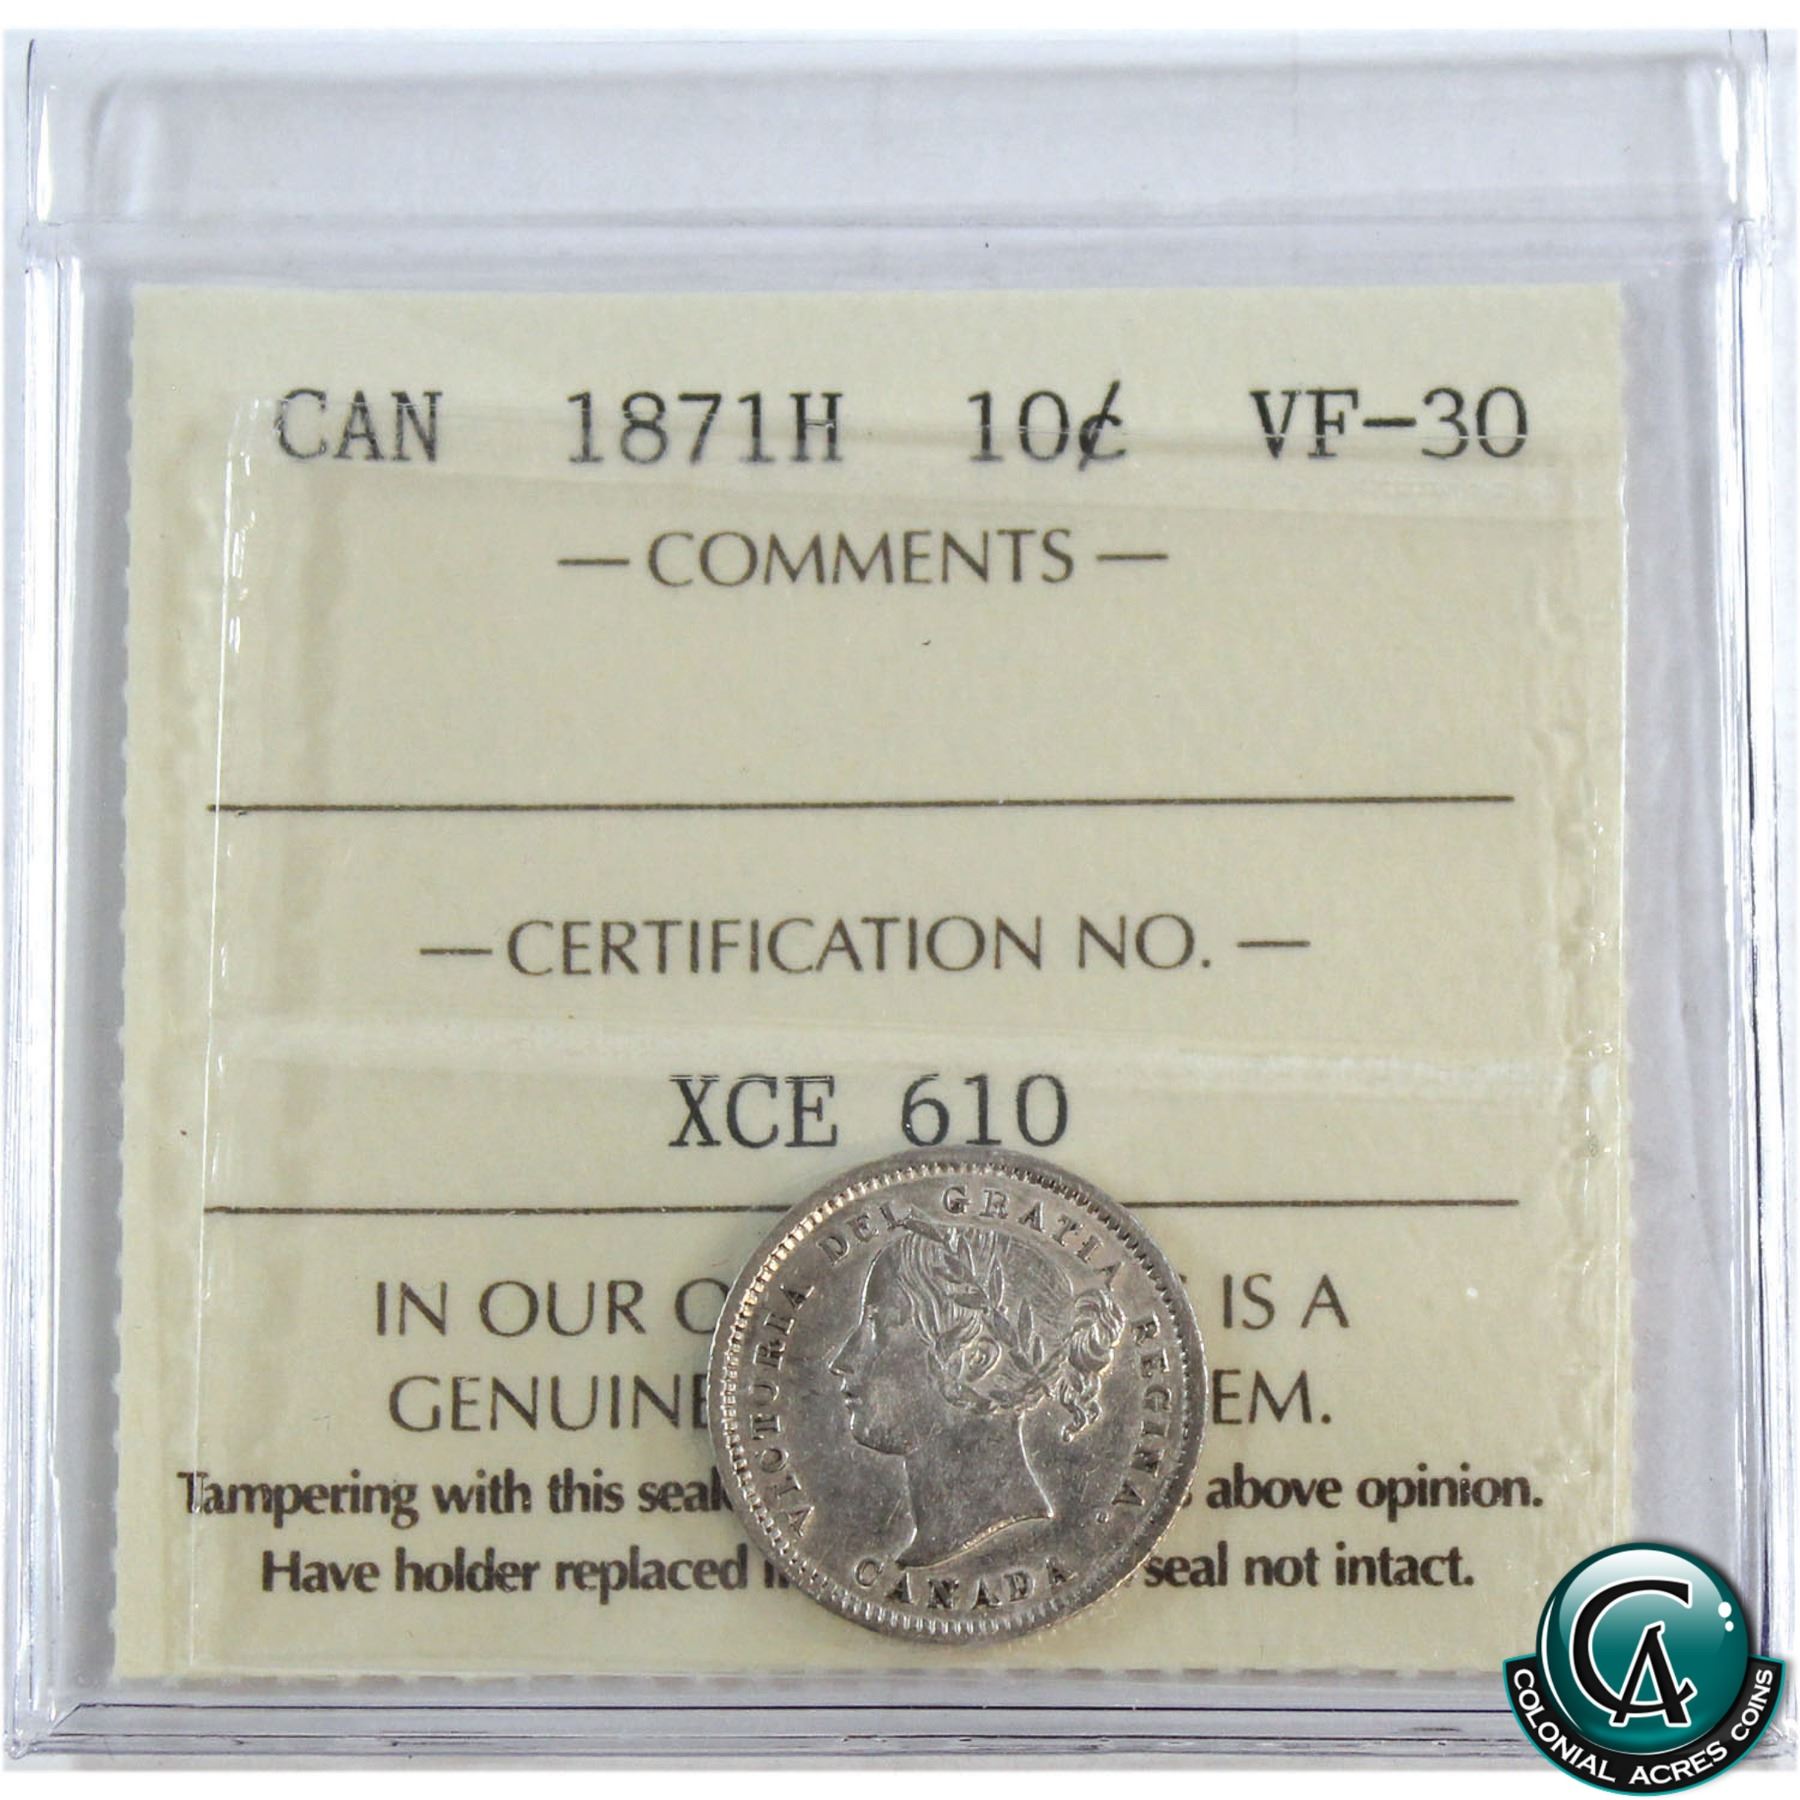 CAN 1871H 10¢ VF-30
— COMMENTS —
— CERTIFICATION NO. —
XCE 610
IN OUR IS A
GENUINE EM.
Tampering with this seal above opinion.
Have holder replaced seal not intact.
VICTORIA DEI GRATIA REGINA.
CANADA
CA
COLONIAL ACRES COINS